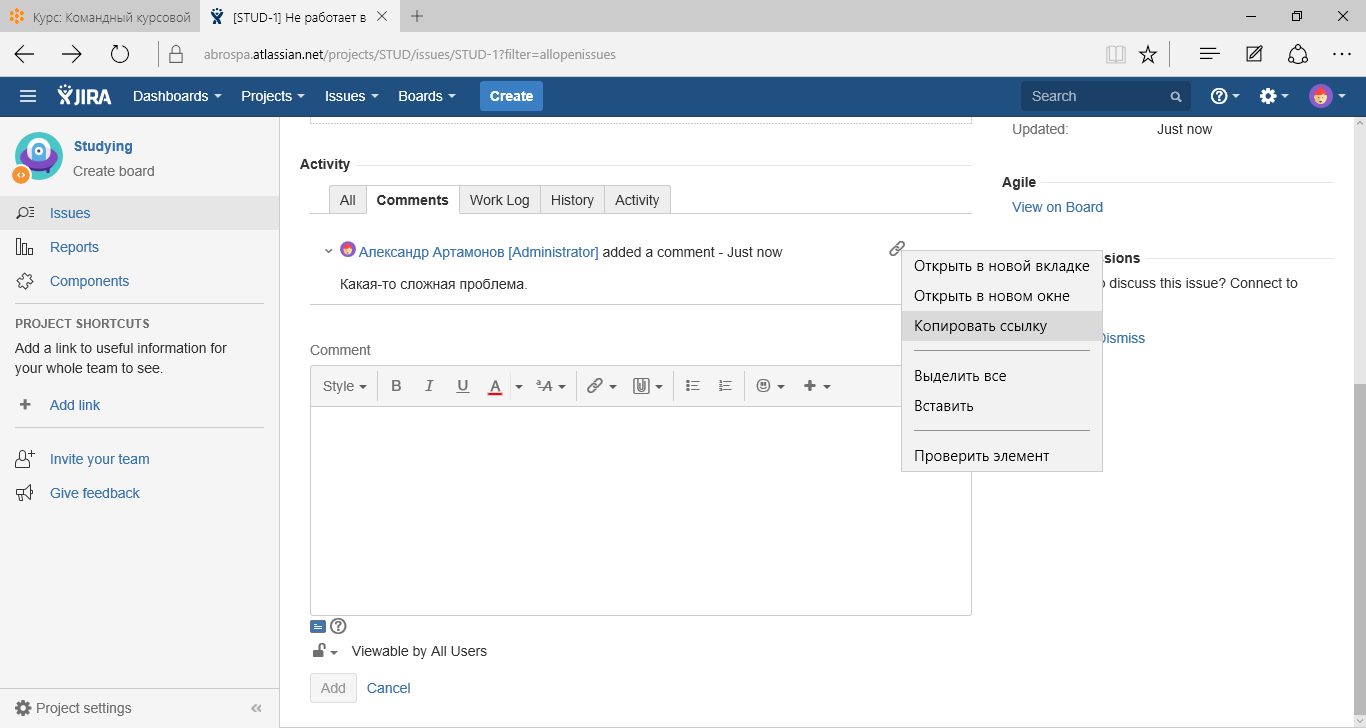 Курс: Командный курсовой
[STUD-1] Не работает в
abrospa.atlassian.net/projects/STUD/issues/STUD-1?filter=allopenissues
JIRA Dashboards Projects Issues Boards Create Search
Studying
Create board
Issues
Reports
Components
PROJECT SHORTCUTS
Add a link to useful information for
your whole team to see.
Add link
Invite your team
Give feedback
Project settings
Activity
All Comments Work Log History Activity
Александр Артамонов [Administrator] added a comment - Just now
Какая-то сложная проблема.
Comment
Style B I U A ªA
Viewable by All Users
Add Cancel
Открыть в новой вкладке
Открыть в новом окне
Копировать ссылку
Выделить все
Вставить
Проверить элемент
Updated: Just now
Agile
View on Board
sions
discuss this issue? Connect to
Dismiss